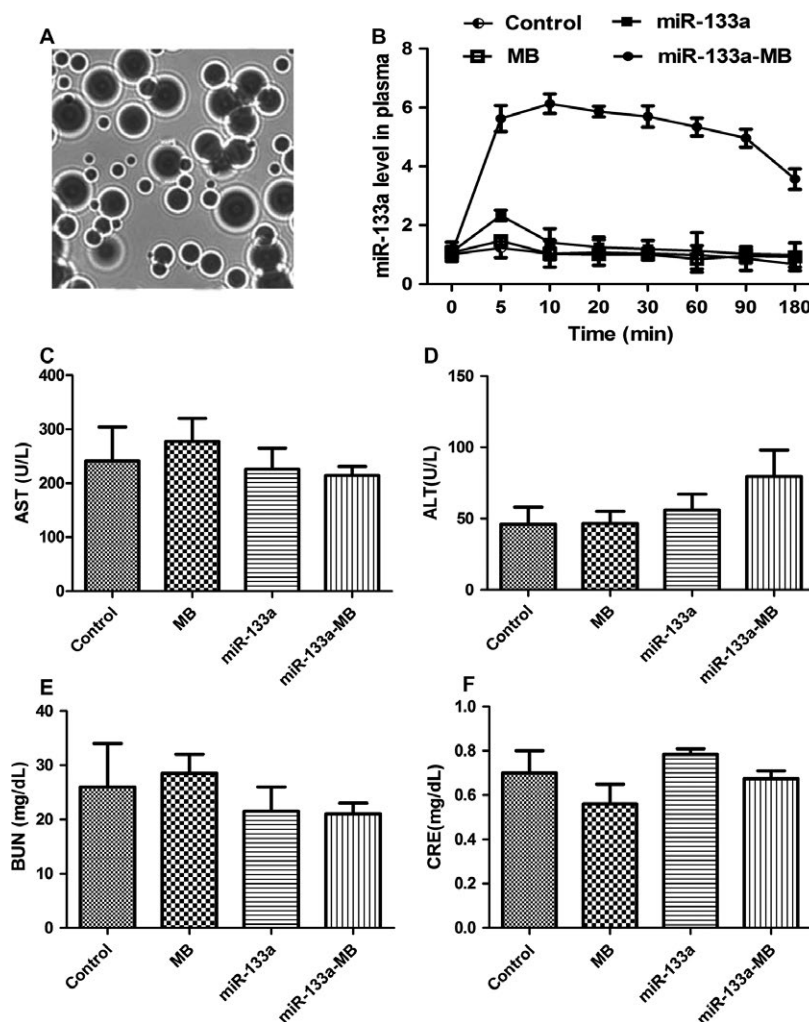 A
B
Control
miR-133a
MB
miR-133a-MB
miR-133a level in plasma
8
6
4
2
0
0 5 10 20 30 60 90 180
Time (min)
C
AST (U/L)
400
300
200
100
0
Control MB miR-133a miR-133a-MB
D
ALT(U/L)
150
100
50
0
Control MB miR-133a miR-133a-MB
E
BUN (mg/dL)
40
30
20
10
0
Control MB miR-133a miR-133a-MB
F
CRE(mg/dL)
1.0
0.8
0.6
0.4
0.2
0.0
Control MB miR-133a miR-133a-MB